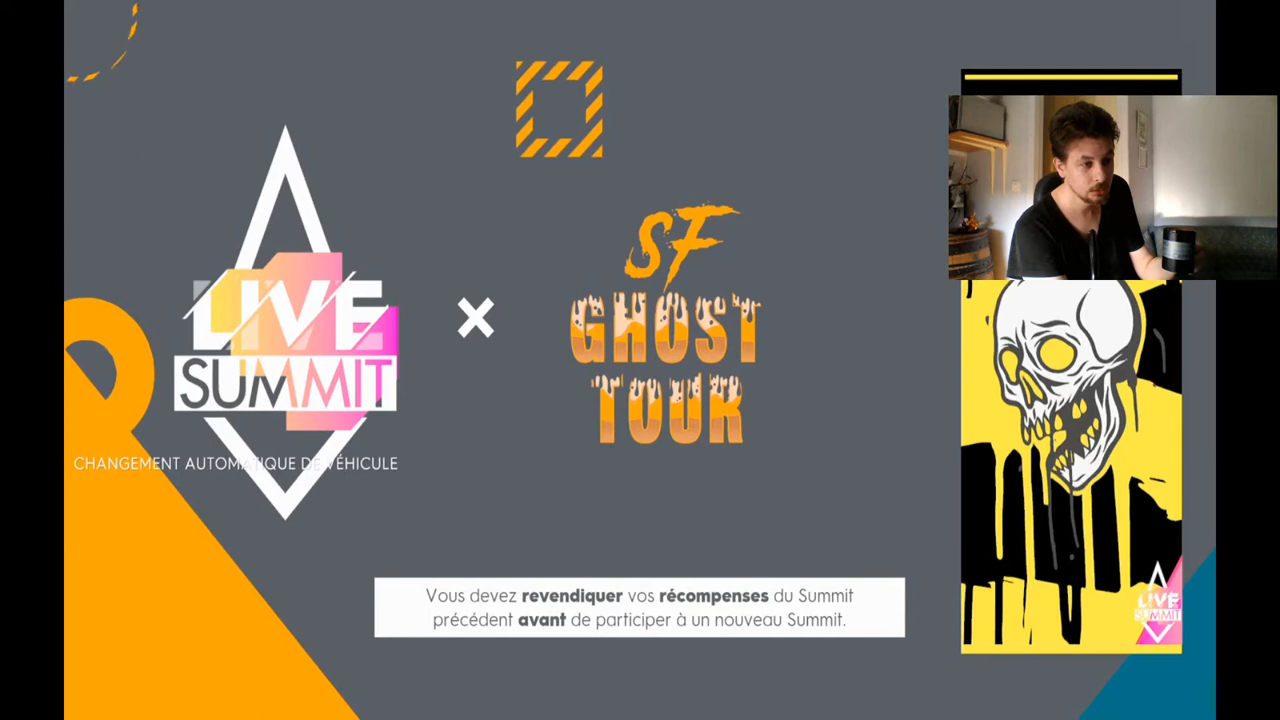 LIVE
SUMMIT
CHANGEMENT AUTOMATIQUE DE VÉHICULE
×
SF
GHOST
TOUR
Vous devez revendiquer vos récompenses du Summit
précédent avant de participer à un nouveau Summit.
LIVE
SUMMIT